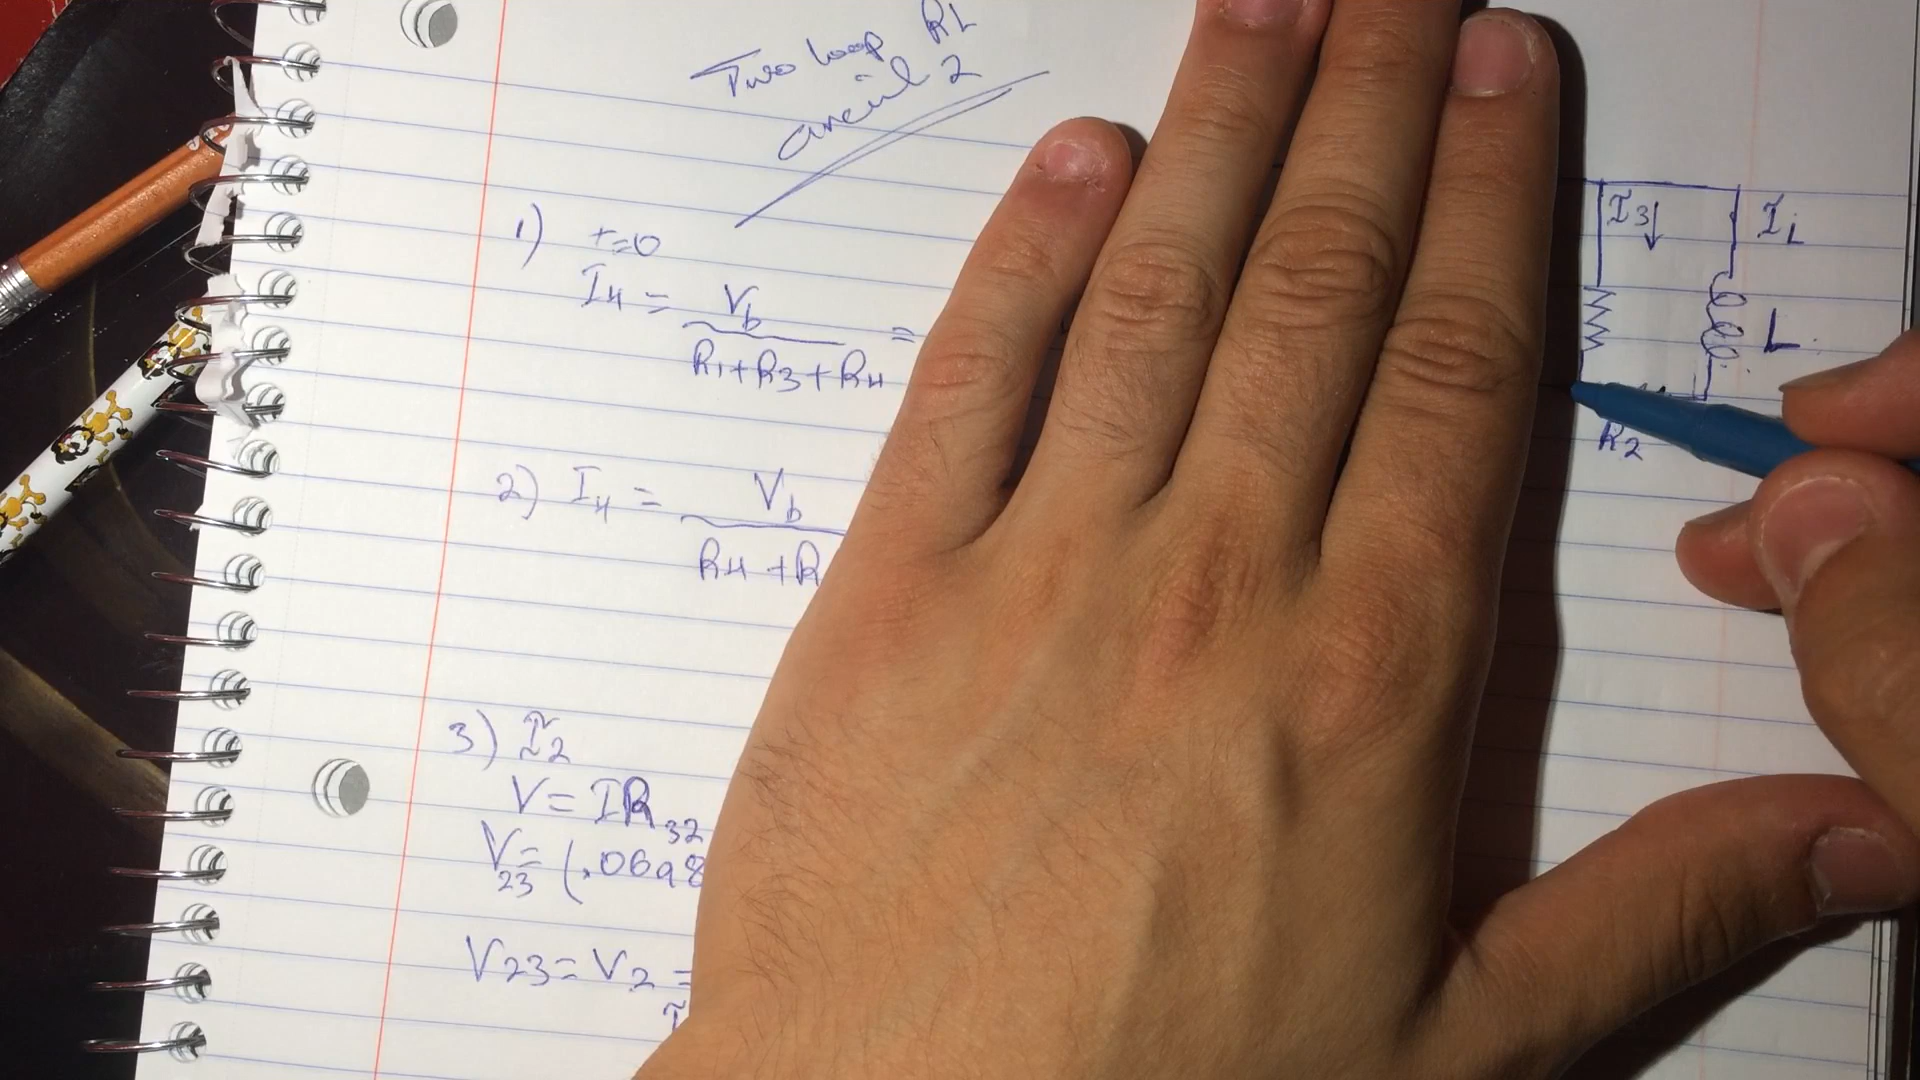 Two loop RL
circuit 2
1) t=0
I4 = Vb
R1+R3+R4 =
2) I4 = Vb
R4 + R
3) I2
V = IR32
V23 = (.0698
V23 = V2 =
I
I3
IL
L
R2